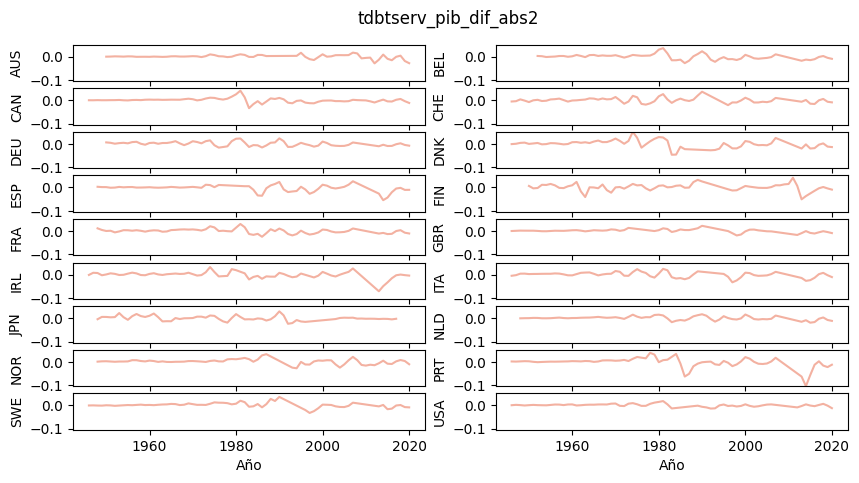 tdbtserv_pib_dif_abs2
AUS 0.0 −0.1
BEL 0.0 −0.1
CAN 0.0 −0.1
CHE 0.0 −0.1
DEU 0.0 −0.1
DNK 0.0 −0.1
ESP 0.0 −0.1
FIN 0.0 −0.1
FRA 0.0 −0.1
GBR 0.0 −0.1
IRL 0.0 −0.1
ITA 0.0 −0.1
JPN 0.0 −0.1
NLD 0.0 −0.1
NOR 0.0 −0.1
PRT 0.0 −0.1
SWE 0.0 −0.1
USA 0.0 −0.1
1960 1980 2000 2020
1960 1980 2000 2020
Año
Año